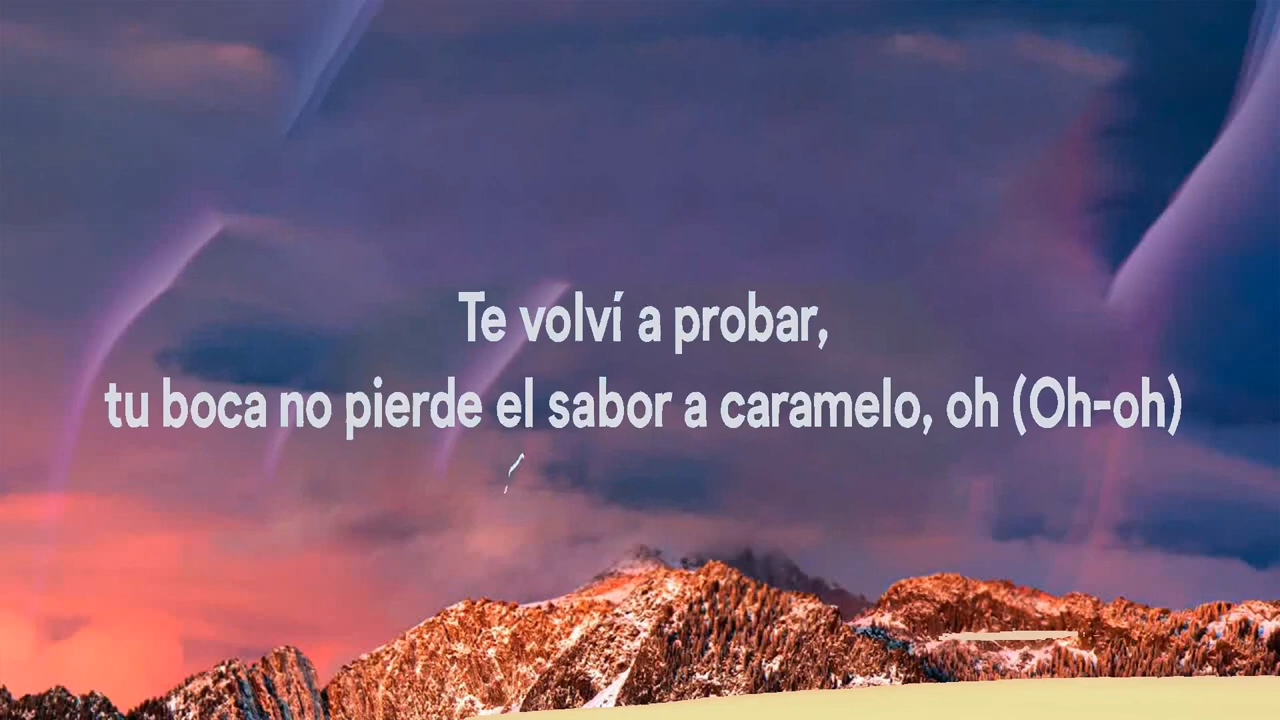 Te volví a probar,
tu boca no pierde el sabor a caramelo, oh (Oh-oh)